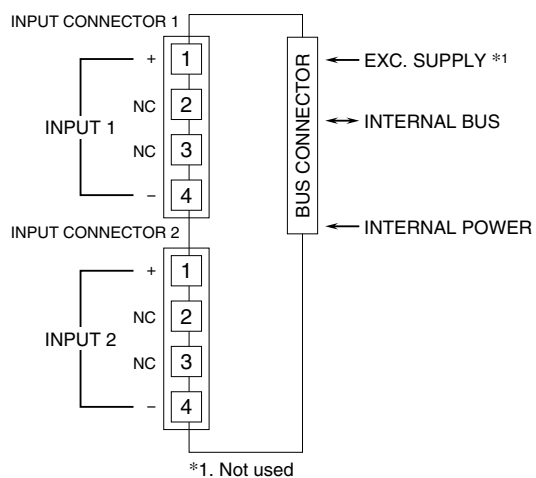 INPUT CONNECTOR 1
+ 1
NC 2
INPUT 1
NC 3
− 4
BUS CONNECTOR
EXC. SUPPLY *1
INTERNAL BUS
INTERNAL POWER
INPUT CONNECTOR 2
+ 1
NC 2
INPUT 2
NC 3
− 4
*1. Not used